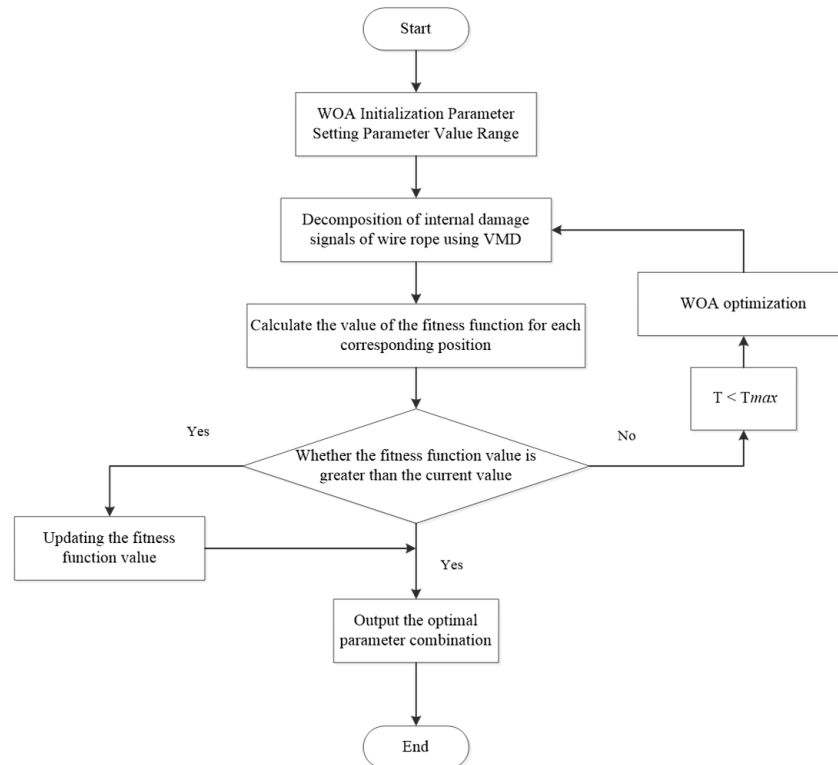 Start
WOA Initialization Parameter
Setting Parameter Value Range
Decomposition of internal damage
signals of wire rope using VMD
WOA optimization
Calculate the value of the fitness function for each
corresponding position
T < Tmax
Yes
No
Whether the fitness function value is
greater than the current value
Updating the fitness
function value
Yes
Output the optimal
parameter combination
End